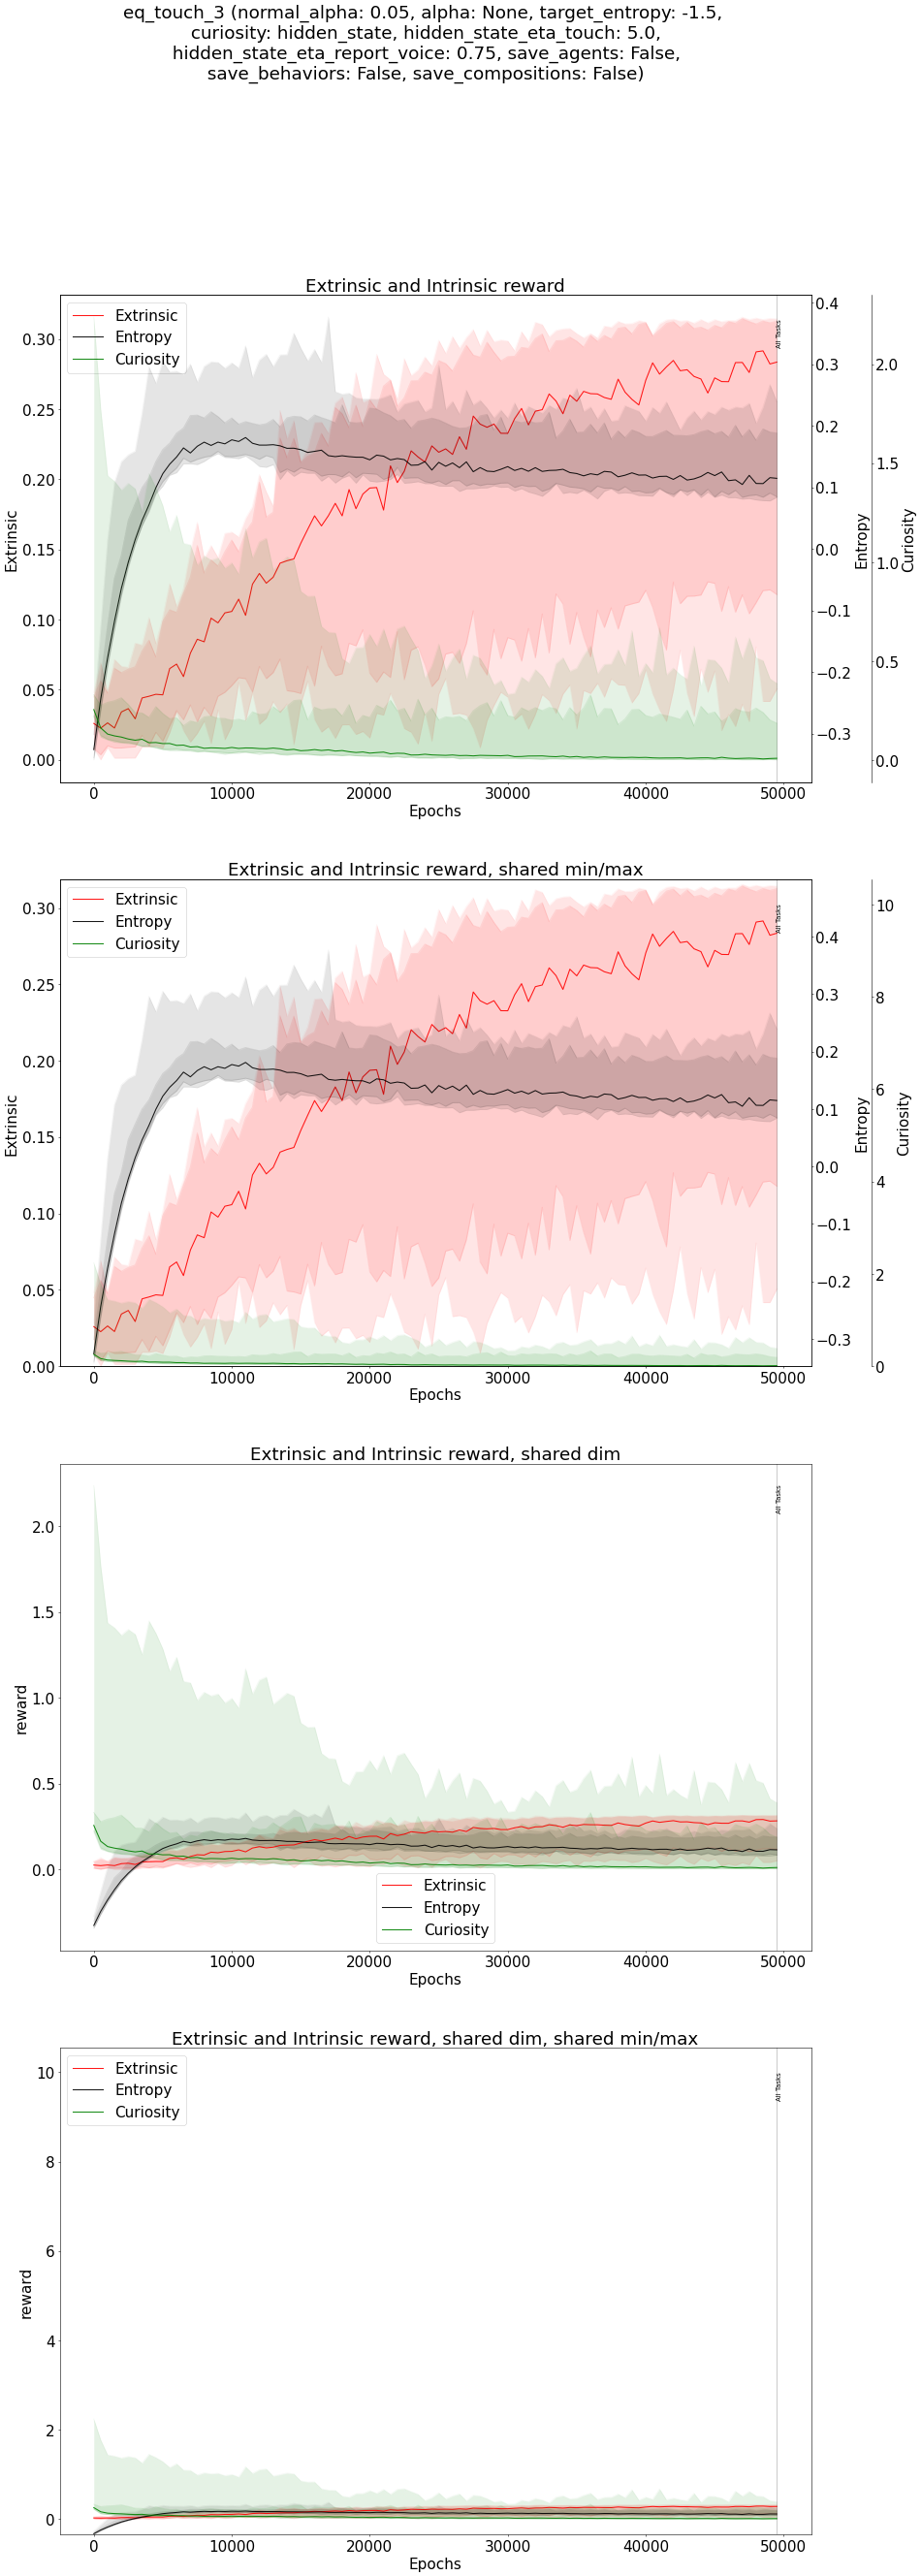 eq_touch_3 (normal_alpha: 0.05, alpha: None, target_entropy: -1.5,
curiosity: hidden_state, hidden_state_eta_touch: 5.0,
hidden_state_eta_report_voice: 0.75, save_agents: False,
save_behaviors: False, save_compositions: False)
Extrinsic and Intrinsic reward
Extrinsic
Entropy
Curiosity
All Tasks
0.30
0.25
0.20
0.15
0.10
0.05
0.00
Extrinsic
0.4
0.3
0.2
0.1
0.0
−0.1
−0.2
−0.3
Entropy
2.0
1.5
1.0
0.5
0.0
Curiosity
0 10000 20000 30000 40000 50000
Epochs
Extrinsic and Intrinsic reward, shared min/max
Extrinsic
Entropy
Curiosity
All Tasks
0.30
0.25
0.20
0.15
0.10
0.05
0.00
Extrinsic
0.4
0.3
0.2
0.1
0.0
−0.1
−0.2
−0.3
Entropy
10
8
6
4
2
0
Curiosity
0 10000 20000 30000 40000 50000
Epochs
Extrinsic and Intrinsic reward, shared dim
All Tasks
2.0
1.5
1.0
0.5
0.0
reward
Extrinsic
Entropy
Curiosity
0 10000 20000 30000 40000 50000
Epochs
Extrinsic and Intrinsic reward, shared dim, shared min/max
Extrinsic
Entropy
Curiosity
All Tasks
10
8
6
4
2
0
reward
0 10000 20000 30000 40000 50000
Epochs